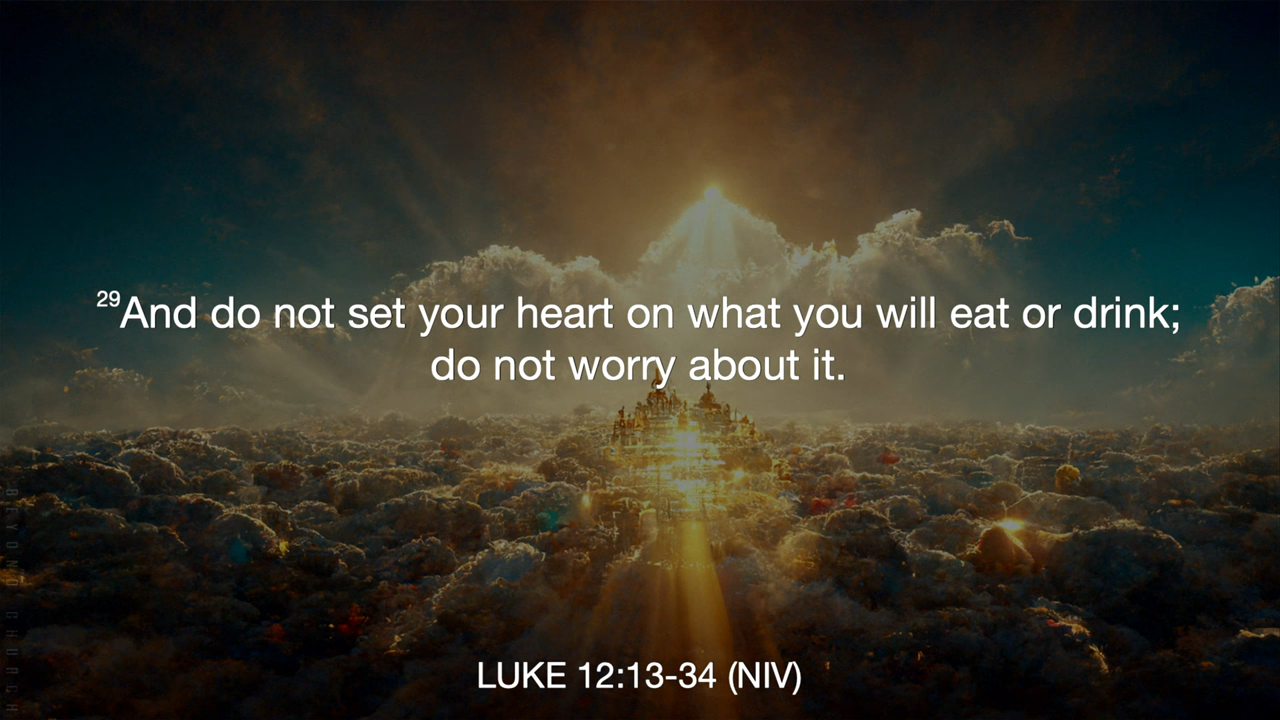 29And do not set your heart on what you will eat or drink;
do not worry about it.
LUKE 12:13-34 (NIV)